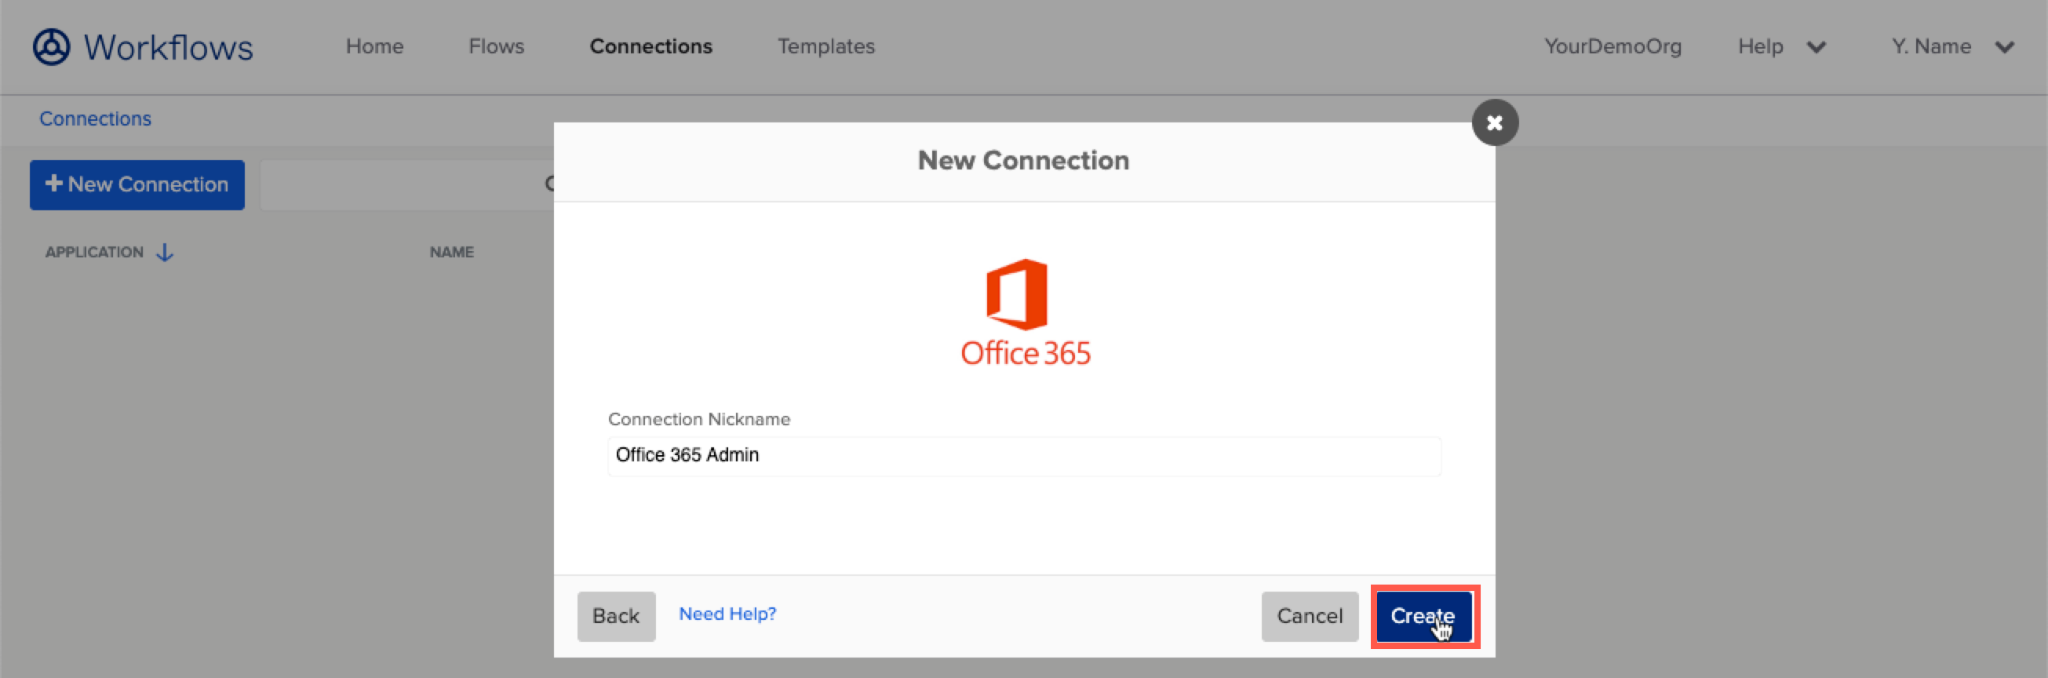 Workflows
Home
Flows
Connections
Templates
YourDemoOrg
Help
Y. Name
Connections
New Connection
New Connection
APPLICATION
NAME
Office 365
Connection Nickname
Office 365 Admin
Back
Need Help?
Cancel
Create